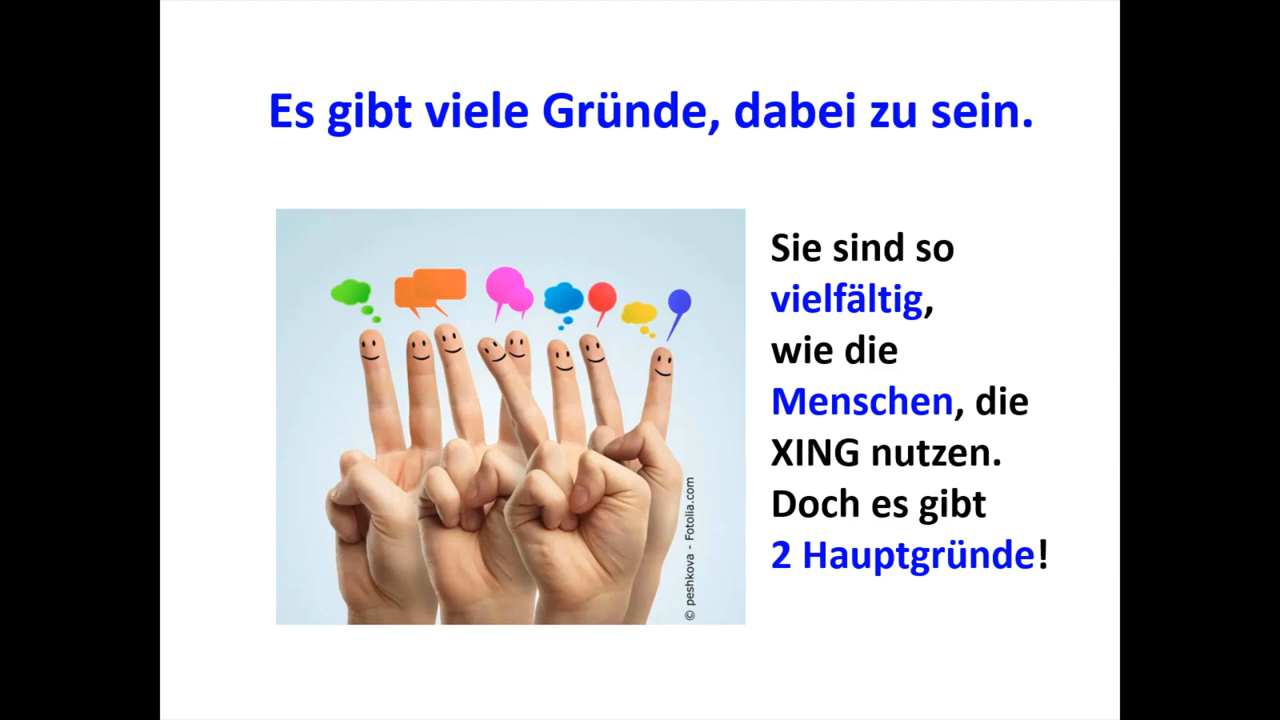 Es gibt viele Gründe, dabei zu sein.
Sie sind so
vielfältig,
wie die
Menschen, die
XING nutzen.
Doch es gibt
2 Hauptgründe!
© peshkova - Fotolia.com